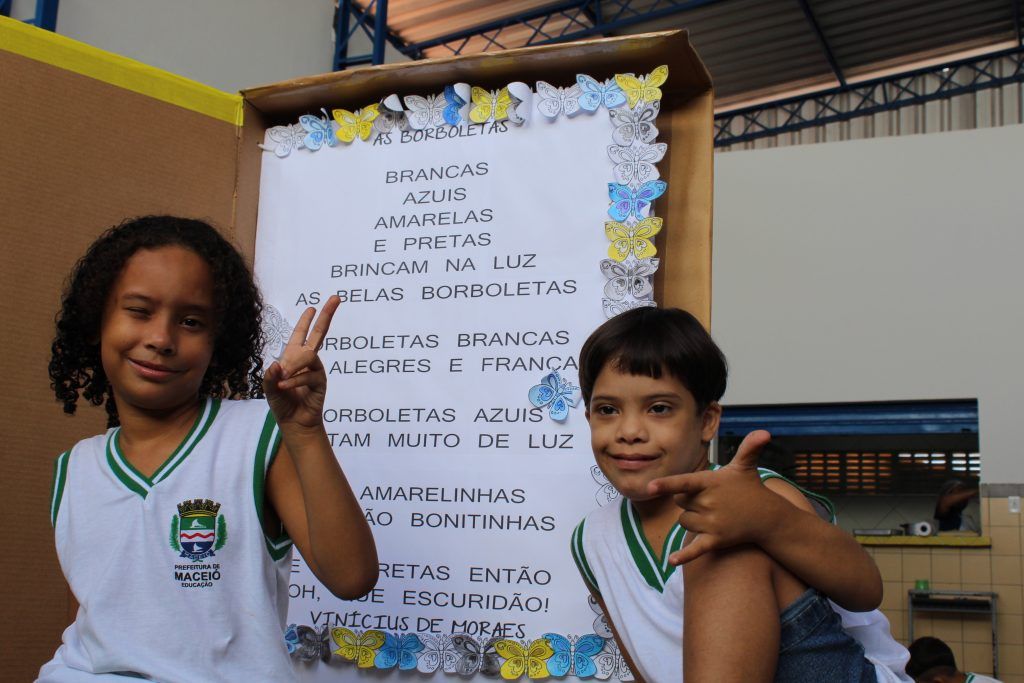 AS BORBOLETAS
BRANCAS
AZUIS
AMARELAS
E PRETAS
BRINCAM NA LUZ
AS BELAS BORBOLETAS
ORBOLETAS BRANCAS
ALEGRES E FRANCA
ORBOLETAS AZUIS
TAM MUITO DE LUZ
AMARELINHAS
ÃO BONITINHAS
E RETAS ENTÃO
OH, UE ESCURIDÃO!
VINÍCIUS DE MORAES
PREFEITURA DE
MACEIÓ
EDUCAÇÃO